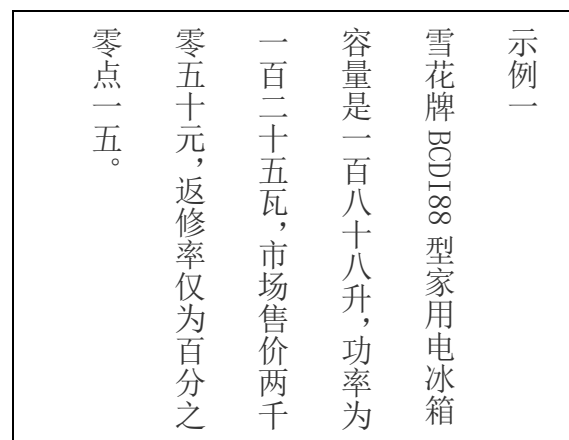 示例一
雪花牌 BCD188 型家用电冰箱
容量是一百八十八升，功率为
一百二十五瓦，市场售价两千
零五十元，返修率仅为百分之
零点一五。